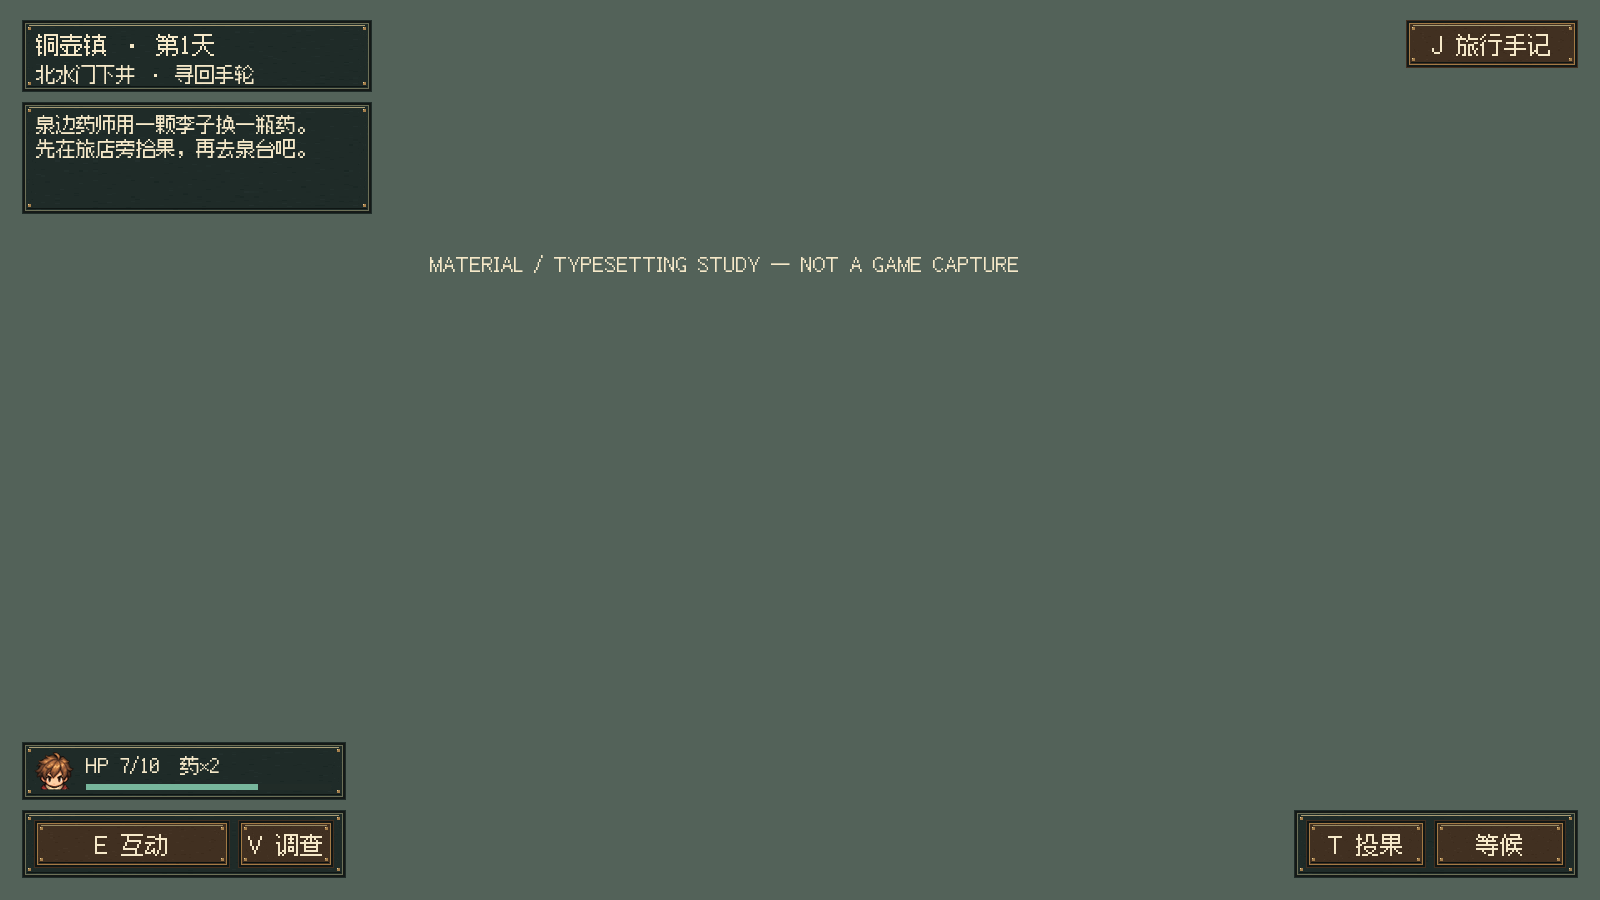 铜壶镇 · 第1天
北水门下井 · 寻回手轮
J 旅行手记
泉边药师用一颗李子换一瓶药。
先在旅店旁拾果，再去泉台吧。
MATERIAL / TYPESETTING STUDY — NOT A GAME CAPTURE
HP 7/10 药×2
E 互动
V 调查
T 投果
等候